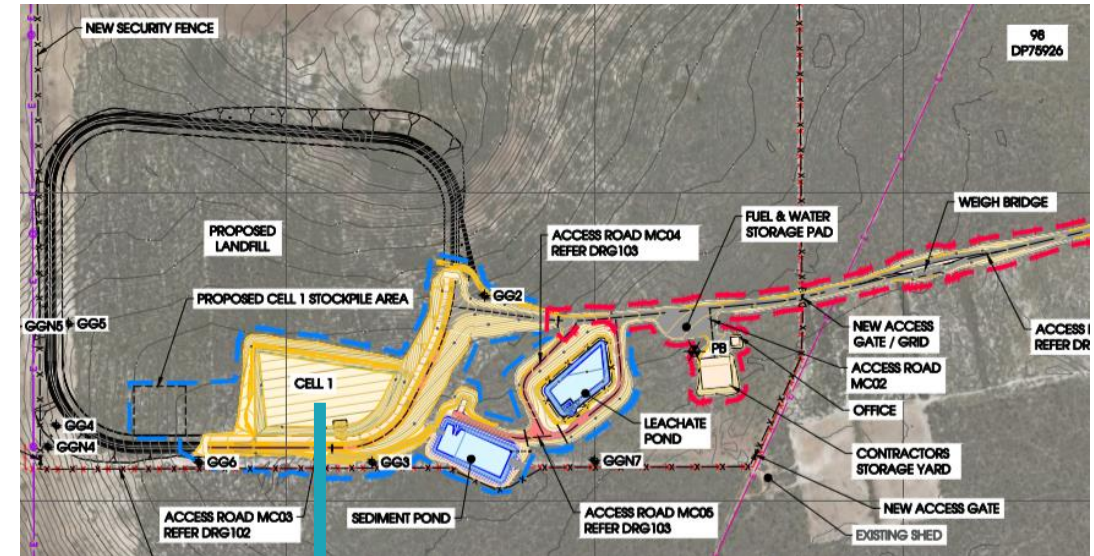 NEW SECURITY FENCE
98
DP75926
WEIGH BRIDGE
FUEL & WATER
STORAGE PAD
PROPOSED
LANDFILL
ACCESS ROAD MC04
REFER DRG103
PROPOSED CELL 1 STOCKPILE AREA
GG2
GGN5
GG5
NEW ACCESS
GATE / GRID
ACCESS
REFER DR
PB
ACCESS ROAD
MC02
CELL 1
OFFICE
LEACHATE
POND
GG4
GGN4
GG6
GG3
GGN7
CONTRACTORS
STORAGE YARD
ACCESS ROAD MC03
REFER DRG102
SEDIMENT POND
ACCESS ROAD MC05
REFER DRG103
NEW ACCESS GATE
EXISTING SHED